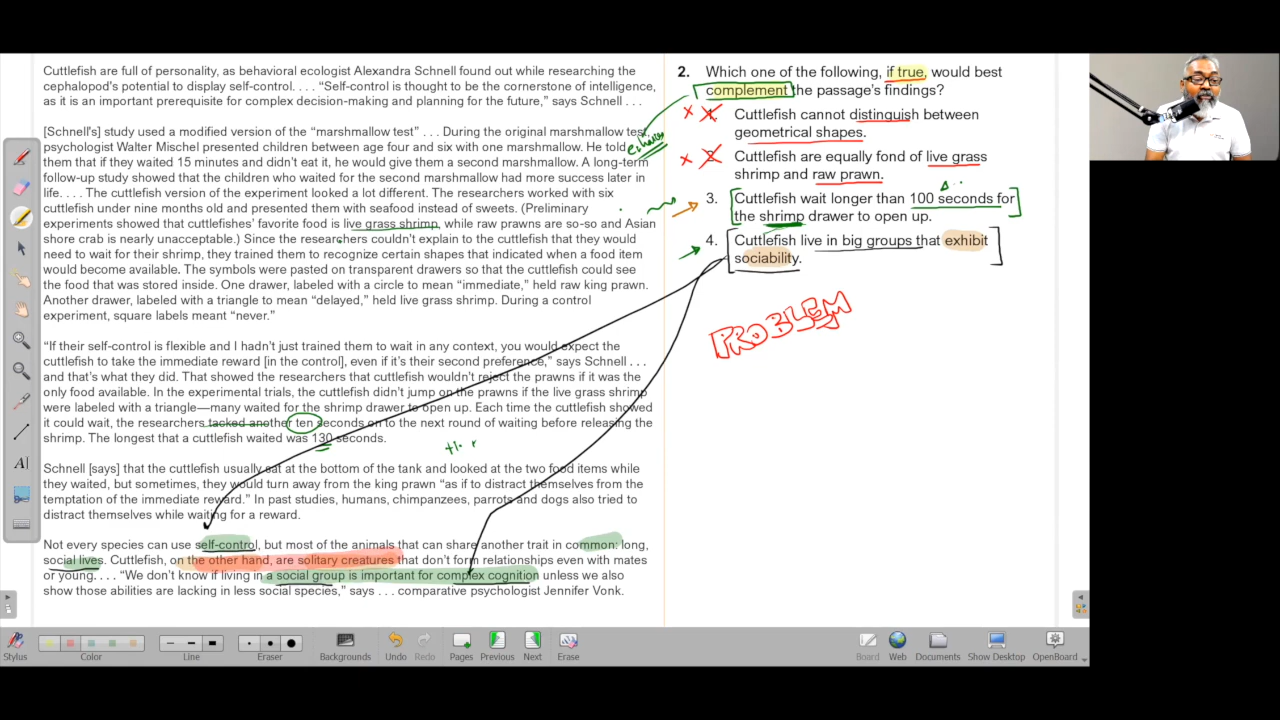 Cuttlefish are full of personality, as behavioral ecologist Alexandra Schnell found out while researching the
cephalopod's potential to display self-control. . . . “Self-control is thought to be the cornerstone of intelligence,
as it is an important prerequisite for complex decision-making and planning for the future,” says Schnell . . .
[Schnell's] study used a modified version of the “marshmallow test” . . . During the original marshmallow test,
psychologist Walter Mischel presented children between age four and six with one marshmallow. He told
them that if they waited 15 minutes and didn't eat it, he would give them a second marshmallow. A long-term
follow-up study showed that the children who waited for the second marshmallow had more success later in
life. . . . The cuttlefish version of the experiment looked a lot different. The researchers worked with six
cuttlefish under nine months old and presented them with seafood instead of sweets. (Preliminary
experiments showed that cuttlefishes' favorite food is live grass shrimp, while raw prawns are so-so and Asian
shore crab is nearly unacceptable.) Since the researchers couldn't explain to the cuttlefish that they would
need to wait for their shrimp, they trained them to recognize certain shapes that indicated when a food item
would become available. The symbols were pasted on transparent drawers so that the cuttlefish could see
the food that was stored inside. One drawer, labeled with a circle to mean “immediate,” held raw king prawn.
Another drawer, labeled with a triangle to mean “delayed,” held live grass shrimp. During a control
experiment, square labels meant “never.”
“If their self-control is flexible and I hadn't just trained them to wait in any context, you would expect the
cuttlefish to take the immediate reward [in the control], even if it's their second preference,” says Schnell . . .
and that's what they did. That showed the researchers that cuttlefish wouldn't reject the prawns if it was the
only food available. In the experimental trials, the cuttlefish didn't jump on the prawns if the live grass shrimp
were labeled with a triangle—many waited for the shrimp drawer to open up. Each time the cuttlefish showed
it could wait, the researchers tacked another ten seconds on to the next round of waiting before releasing the
shrimp. The longest that a cuttlefish waited was 130 seconds.
Schnell [says] that the cuttlefish usually sat at the bottom of the tank and looked at the two food items while
they waited, but sometimes, they would turn away from the king prawn “as if to distract themselves from the
temptation of the immediate reward.” In past studies, humans, chimpanzees, parrots and dogs also tried to
distract themselves while waiting for a reward.
Not every species can use self-control, but most of the animals that can share another trait in common: long,
social lives. Cuttlefish, on the other hand, are solitary creatures that don't form relationships even with mates
or young. . . . “We don't know if living in a social group is important for complex cognition unless we also
show those abilities are lacking in less social species,” says . . . comparative psychologist Jennifer Vonk.
2. Which one of the following, if true, would best
complement the passage's findings?
1. Cuttlefish cannot distinguish between
geometrical shapes.
2. Cuttlefish are equally fond of live grass
shrimp and raw prawn.
3. Cuttlefish wait longer than 100 seconds for
the shrimp drawer to open up.
4. Cuttlefish live in big groups that exhibit
sociability.
PROBLEM
Stylus
Color
Line
Eraser
Backgrounds
Undo
Redo
Pages
Previous
Next
Erase
Board
Web
Documents
Show Desktop
OpenBoard